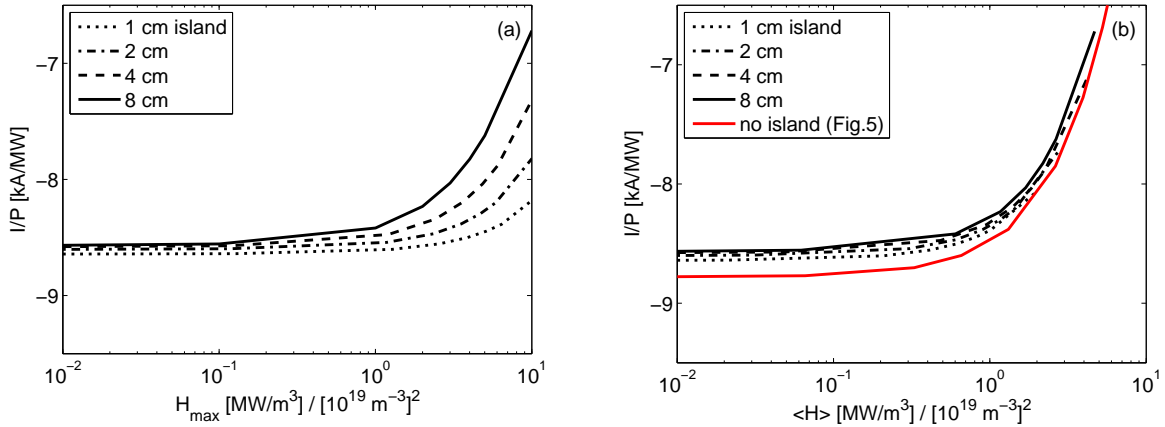 (a)
1 cm island
2 cm
4 cm
8 cm
I/P [kA/MW]
−7
−8
−9
10^-2 10^-1 10^0 10^1
H_max [MW/m^3] / [10^19 m^-3]^2
(b)
1 cm island
2 cm
4 cm
8 cm
no island (Fig.5)
I/P [kA/MW]
−7
−8
−9
10^-2 10^-1 10^0 10^1
<H> [MW/m^3] / [10^19 m^-3]^2